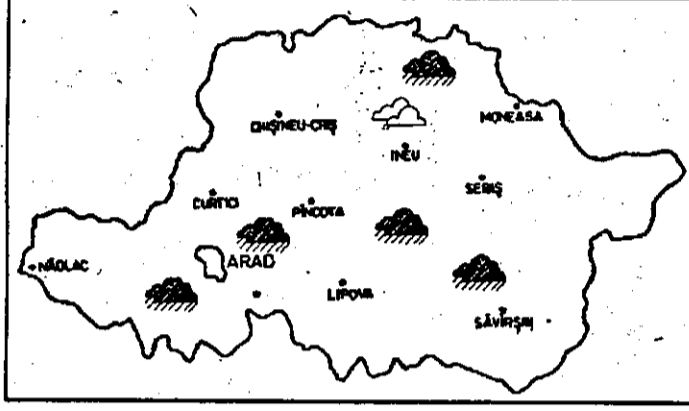 MONEASA
CHIȘINEU-CRIȘ
INEU
SEBIȘ
CURTICI
PÎNCOTA
ARAD
NĂDLAC
LIPOVA
SĂVÎRȘIN